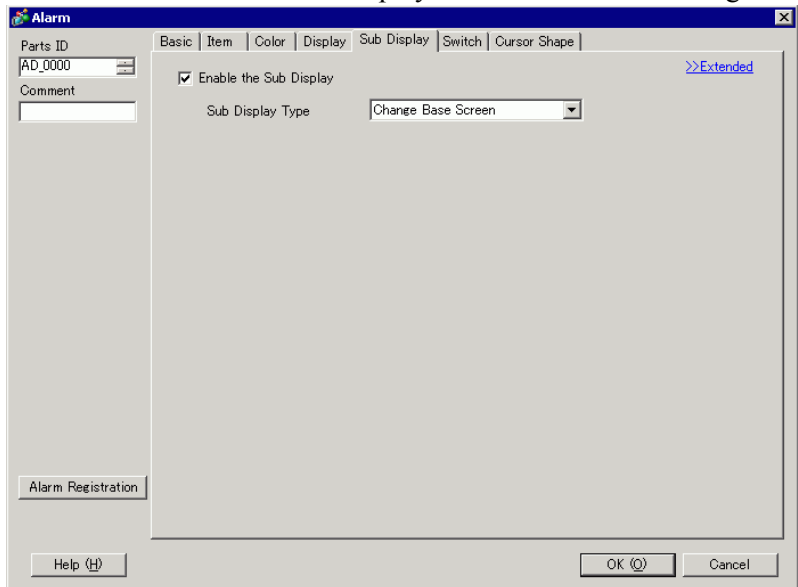 Alarm
Parts ID
AD_0000
Comment
Basic Item Color Display Sub Display Switch Cursor Shape
>>Extended
Enable the Sub Display
Sub Display Type Change Base Screen
Alarm Registration
Help (H) OK (O) Cancel